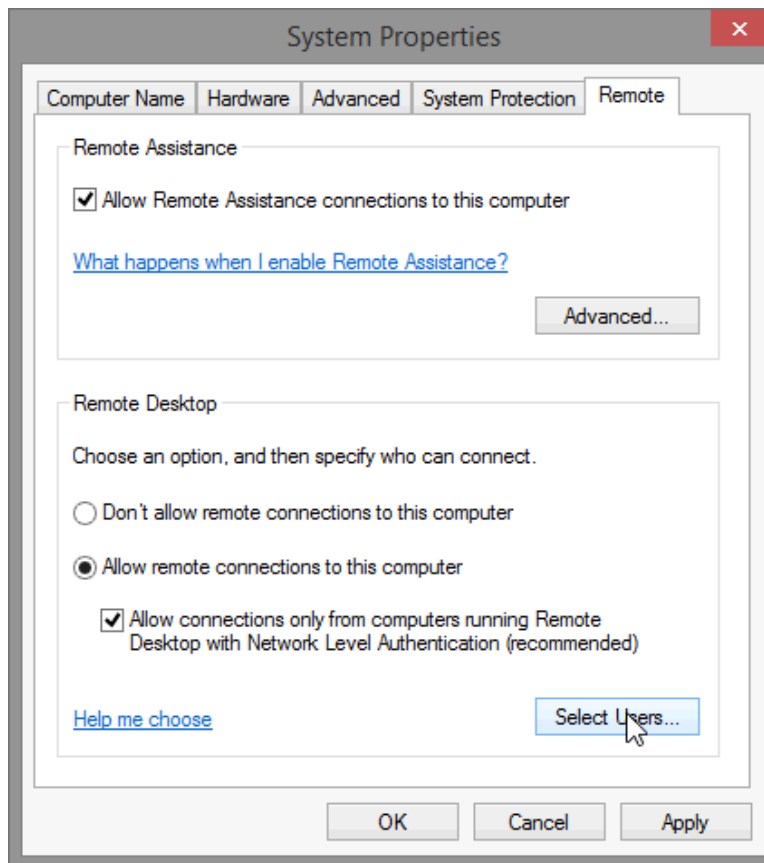 System Properties
Computer Name Hardware Advanced System Protection Remote
Remote Assistance
Allow Remote Assistance connections to this computer
What happens when I enable Remote Assistance?
Advanced...
Remote Desktop
Choose an option, and then specify who can connect.
Don't allow remote connections to this computer
Allow remote connections to this computer
Allow connections only from computers running Remote
Desktop with Network Level Authentication (recommended)
Help me choose Select Users...
OK Cancel Apply